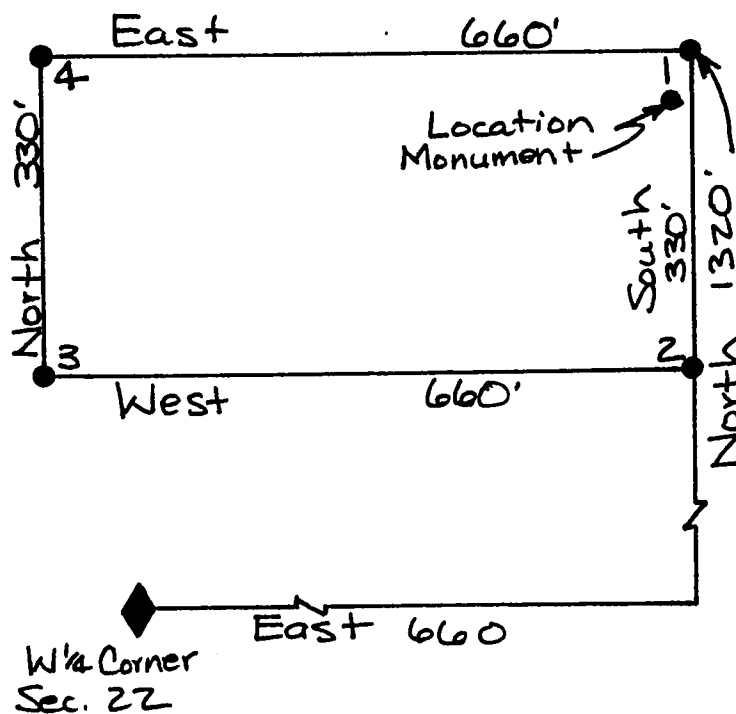 East 660'
4
1
Location
Monument
North 330'
South
330'
North 1320'
3
2
West 660'
East 660
W 1/4 Corner
Sec. 22